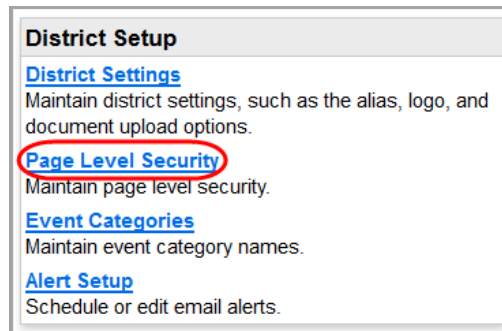 District Setup
District Settings
Maintain district settings, such as the alias, logo, and
document upload options.
Page Level Security
Maintain page level security.
Event Categories
Maintain event category names.
Alert Setup
Schedule or edit email alerts.